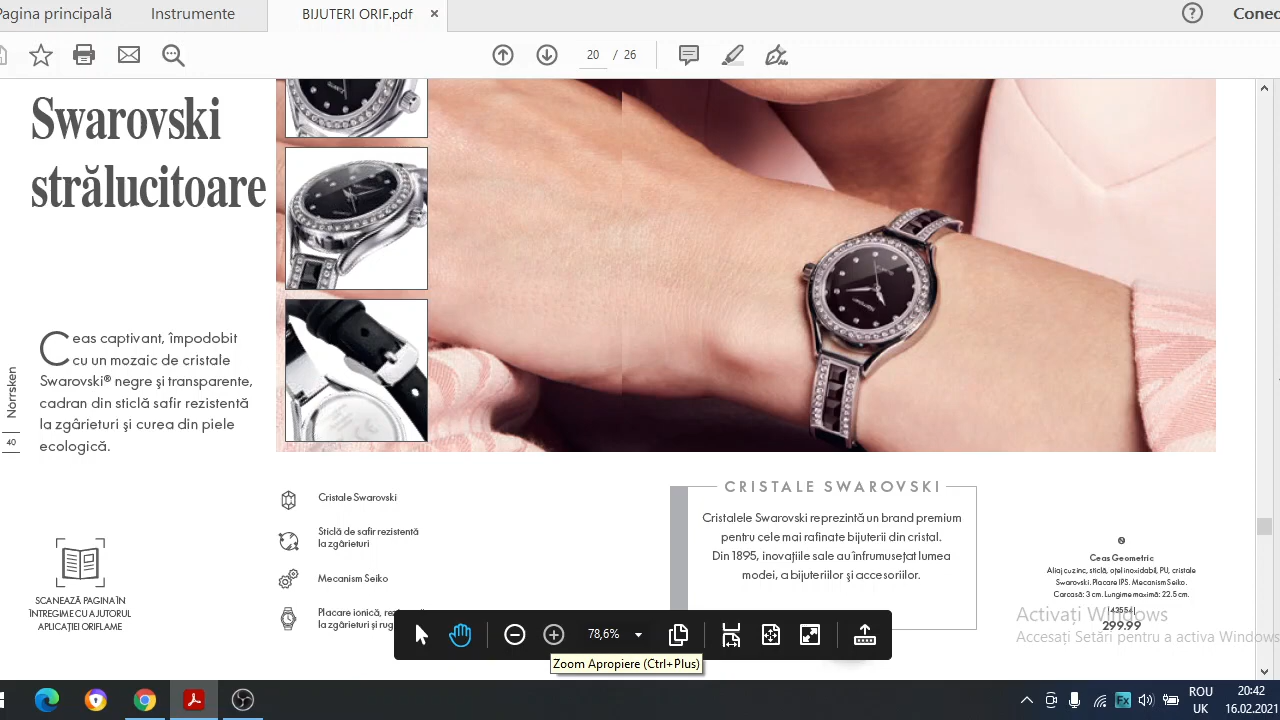 Pagina principală
Instrumente
BIJUTERI ORIF.pdf
×
?
Conec
20 / 26
Swarovski
strălucitoare
Ceas captivant, împodobit
cu un mozaic de cristale
Swarovski® negre și transparente,
cadran din sticlă safir rezistentă
la zgârieturi și curea din piele
ecologică.
Norrsken
SCANEAZĂ PAGINA ÎN
ÎNTREGIME CU AJUTORUL
APLICAȚIEI ORIFLAME
Cristale Swarovski
Sticlă de safir rezistentă
la zgârieturi
Mecanism Seiko
Placare ionică,
la zgârieturi și rug
CRISTALE SWAROVSKI
Cristalele Swarovski reprezintă un brand premium
pentru cele mai rafinate bijuterii din cristal.
Din 1895, inovațiile sale au înfrumusețat lumea
modei, a bijuteriilor și accesoriilor.
Ceas Geometric
Aliaj cu zinc, sticlă, oțel inoxidabil, PU, cristale
Swarovski. Placare IPS. Mecanism Seiko.
Carcasă: 3 cm. Lungime maximă: 22.5 cm.
|43554|
299.99
Activați Windows
Accesați Setări pentru a activa Windows
78,6%
Zoom Apropiere (Ctrl+Plus)
Fx
ROU
UK
20:42
16.02.2021